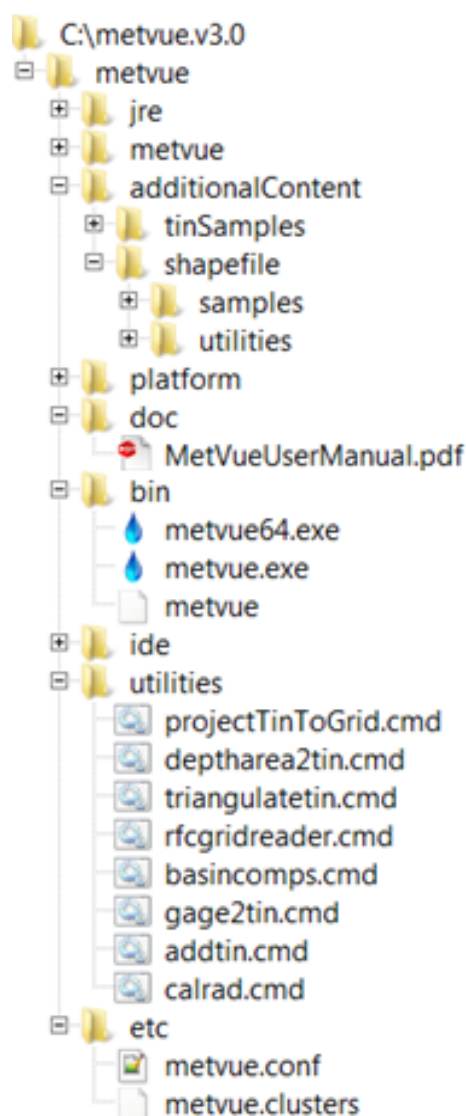 C:\metvue.v3.0
metvue
jre
metvue
additionalContent
tinSamples
shapefile
samples
utilities
platform
doc
MetVueUserManual.pdf
bin
metvue64.exe
metvue.exe
metvue
ide
utilities
projectTinToGrid.cmd
deptharea2tin.cmd
triangulatetin.cmd
rfcgridreader.cmd
basincomps.cmd
gage2tin.cmd
addtin.cmd
calrad.cmd
etc
metvue.conf
metvue.clusters